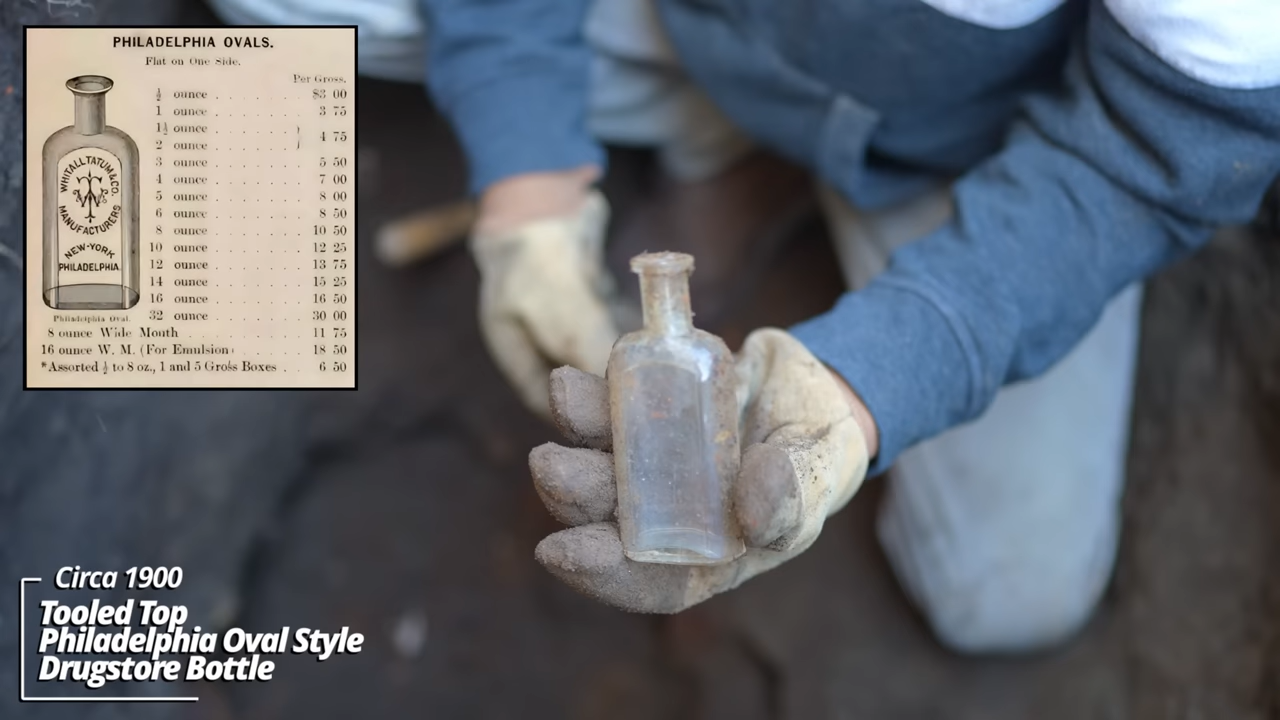 PHILADELPHIA OVALS.
Flat on One Side.
Per Gross.
½ ounce . . . . . . . . $3 00
1 ounce . . . . . . . . 3 75
1½ ounce . . . . . . . .
2 ounce . . . . . . . . } 4 75
3 ounce . . . . . . . . 5 50
4 ounce . . . . . . . . 7 00
5 ounce . . . . . . . . 8 00
6 ounce . . . . . . . . 8 50
8 ounce . . . . . . . . 10 50
10 ounce . . . . . . . . 12 25
12 ounce . . . . . . . . 13 75
14 ounce . . . . . . . . 15 25
16 ounce . . . . . . . . 16 50
32 ounce . . . . . . . . 30 00
WHITALL TATUM & CO.
MANUFACTURERS
NEW-YORK
PHILADELPHIA.
Philadelphia Oval.
8 ounce Wide Mouth . . . . . . . 11 75
16 ounce W. M. (For Emulsion) . . . . 18 50
*Assorted ½ to 8 oz., 1 and 5 Gross Boxes . . 6 50
Circa 1900
Tooled Top
Philadelphia Oval Style
Drugstore Bottle